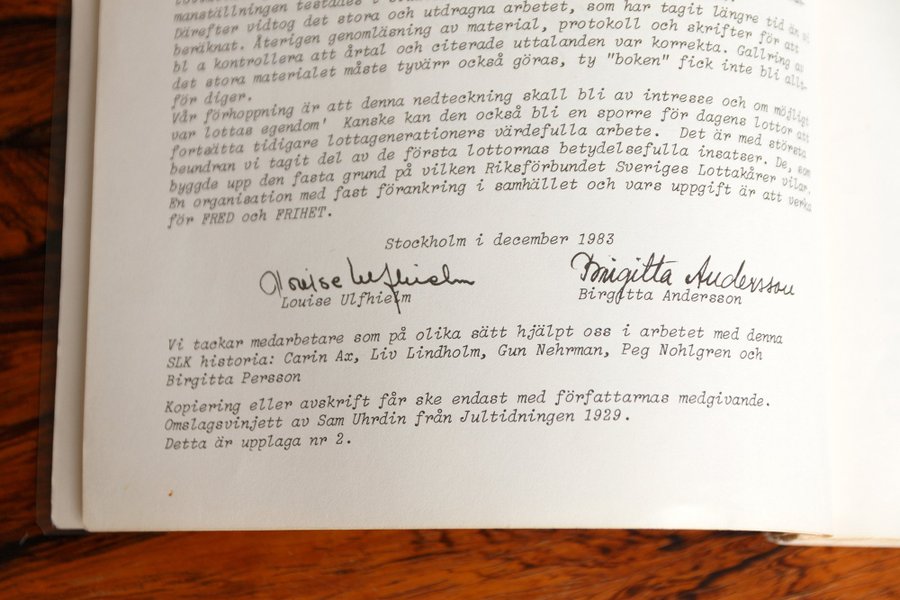 manställningen testades
Därefter vidtog det stora och utdragna arbetet, som har tagit längre tid än vi
beräknat. Återigen genomläsning av material, protokoll och skrifter för att
bl a kontrollera att årtal och citerade uttalanden var korrekta. Gallring av
det stora materialet måste tyvärr också göras, ty "boken" fick inte bli allt-
för diger.
Vår förhoppning är att denna nedteckning skall bli av intresse och om möjligt
var lottas egendom' Kanske kan den också bli en sporre för dagens lottor att
fortsätta tidigare lottagenerationers värdefulla arbete. Det är med största
beundran vi tagit del av de första lottornas betydelsefulla insatser. De, som
byggde upp den fasta grund på vilken Riksförbundet Sveriges Lottakårer vilar.
En organisation med fast förankring i samhället och vars uppgift är att verka
för FRED och FRIHET.
Stockholm i december 1983
Louise Ulfhielm Birgitta Andersson
Louise Ulfhielm Birgitta Andersson
Vi tackar medarbetare som på olika sätt hjälpt oss i arbetet med denna
SLK historia: Carin Ax, Liv Lindholm, Gun Nehrman, Peg Nohlgren och
Birgitta Persson
Kopiering eller avskrift får ske endast med författarnas medgivande.
Omslagsvinjett av Sam Uhrdin från Jultidningen 1929.
Detta är upplaga nr 2.